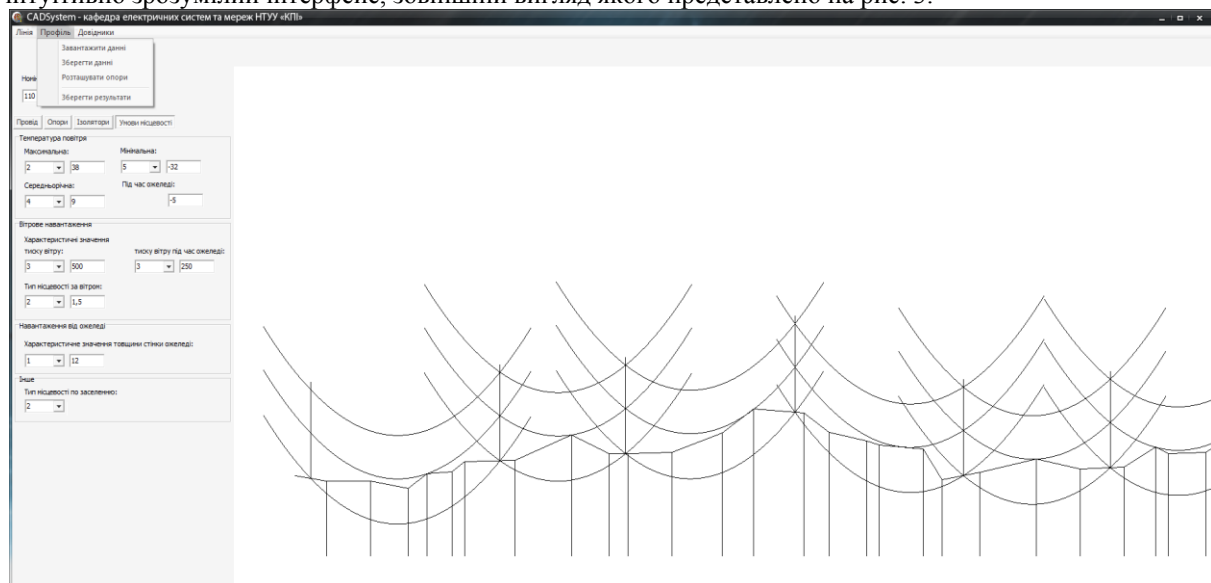 інтуїтивно зрозумілий інтерфейс, зовнішній вигляд якого представлено на рис. 3.
CADSystem - кафедра електричних систем та мереж НТУУ «КПІ»
Лінія Профіль Довідники
Завантажити данні
Зберегти данні
Розташувати опори
Зберегти результати
110
Провід Опори Ізолятори Умови місцевості
Температура повітря
Максимальна: Мінімальна:
2 38 5 -32
Середньорічна: Під час ожеледі:
4 9 -5
Вітрове навантаження
Характеристичні значення
тиску вітру: тиску вітру під час ожеледі:
3 500 3 250
Тип місцевості за вітром:
2 1,5
Навантаження від ожеледі
Характеристичне значення товщини стінки ожеледі:
1 12
Інше
Тип місцевості по заселенню:
2